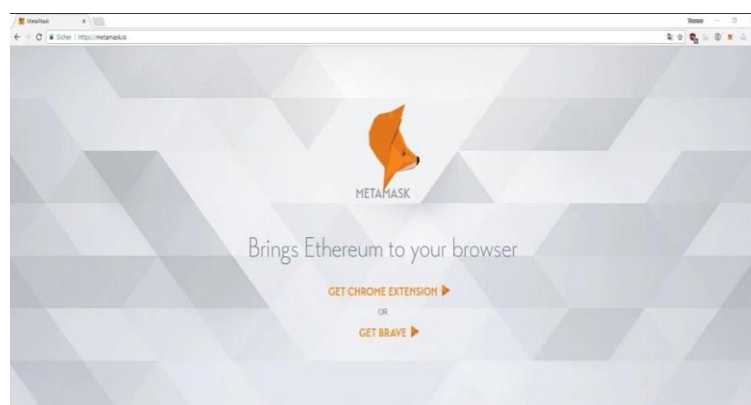 MetaMask
Sicher | https://metamask.io
METAMASK
Brings Ethereum to your browser
GET CHROME EXTENSION
OR
GET BRAVE